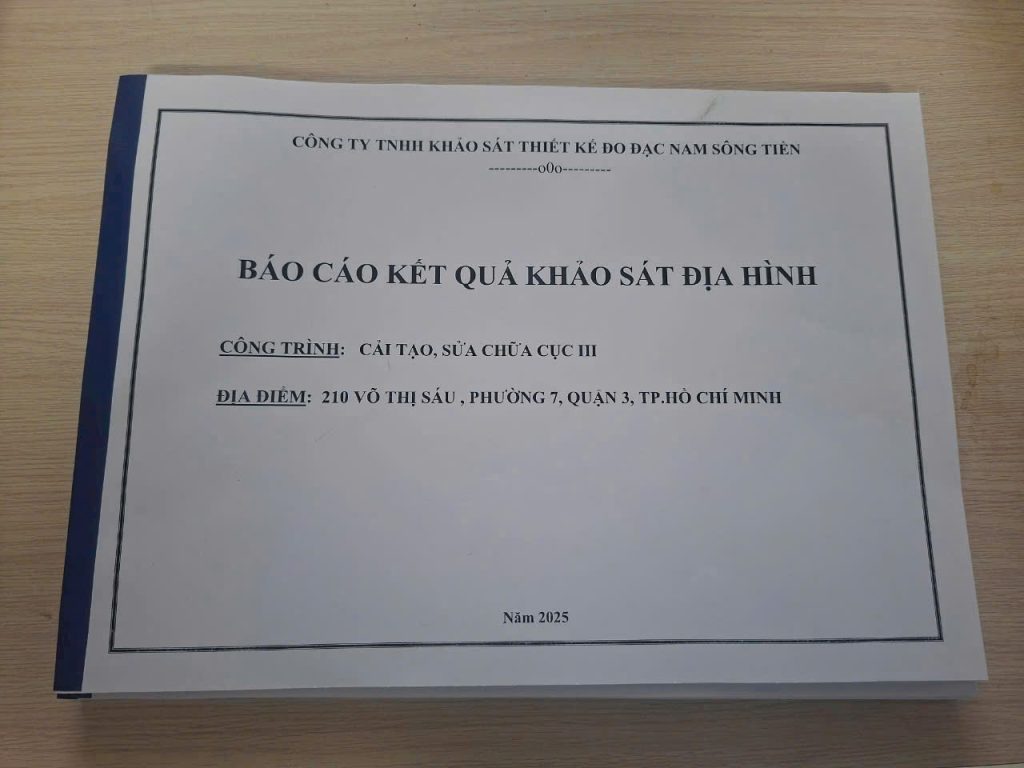 CÔNG TY TNHH KHẢO SÁT THIẾT KẾ ĐO ĐẠC NAM SÔNG TIỀN
---------o0o---------
BÁO CÁO KẾT QUẢ KHẢO SÁT ĐỊA HÌNH
CÔNG TRÌNH: CẢI TẠO, SỬA CHỮA CỤC III
ĐỊA ĐIỂM: 210 VÕ THỊ SÁU , PHƯỜNG 7, QUẬN 3, TP.HỒ CHÍ MINH
Năm 2025